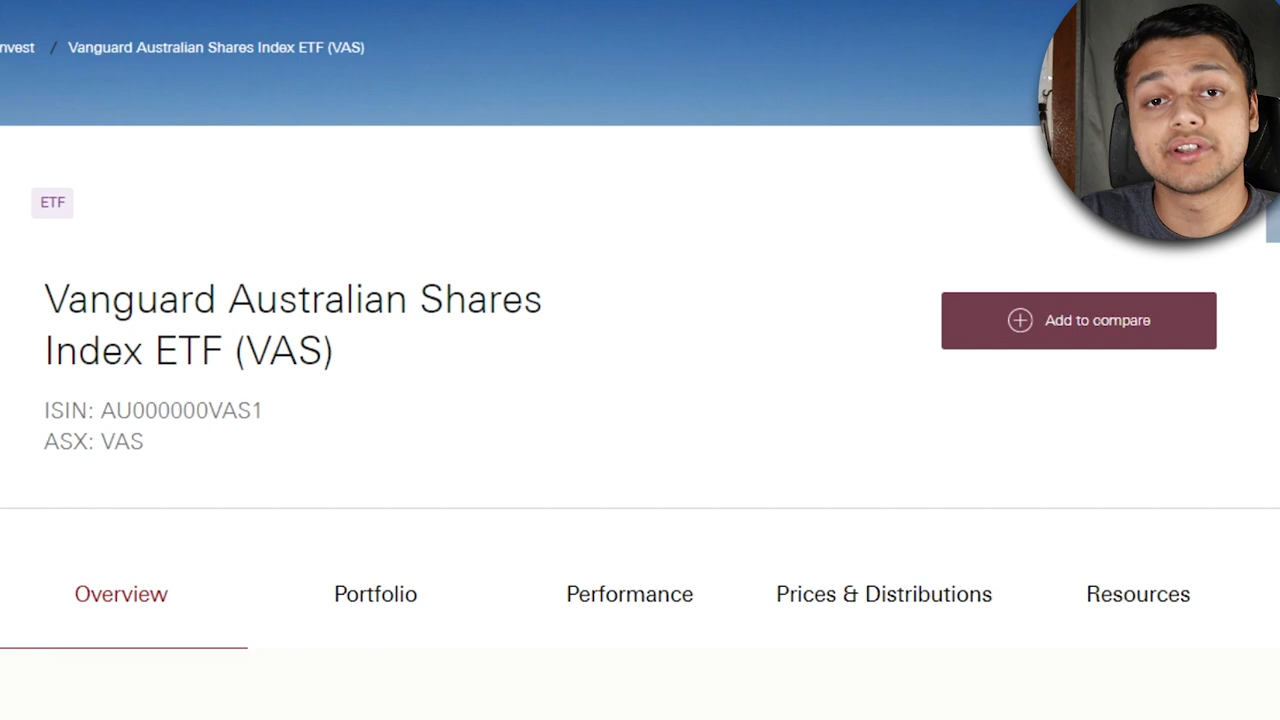 nvest / Vanguard Australian Shares Index ETF (VAS)
ETF
Vanguard Australian Shares
Index ETF (VAS)
Add to compare
ISIN: AU000000VAS1
ASX: VAS
Overview Portfolio Performance Prices & Distributions Resources